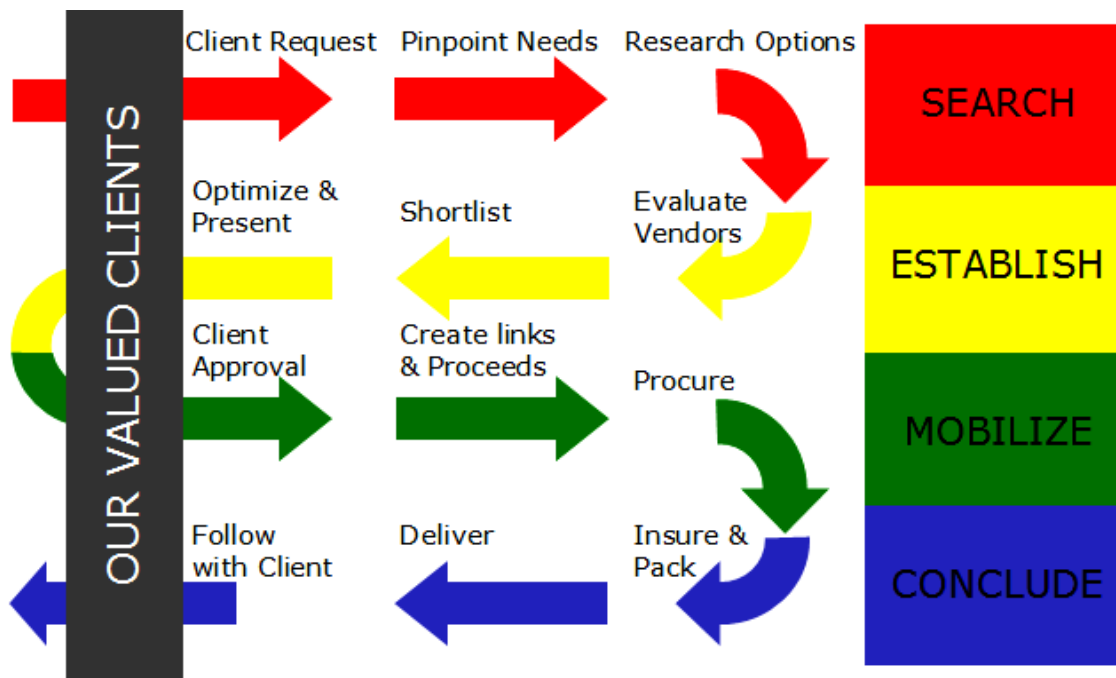 Client Request
Pinpoint Needs
Research Options
SEARCH
OUR VALUED CLIENTS
Optimize &
Present
Shortlist
Evaluate
Vendors
ESTABLISH
Client
Approval
Create links
& Proceeds
Procure
MOBILIZE
Follow
with Client
Deliver
Insure &
Pack
CONCLUDE